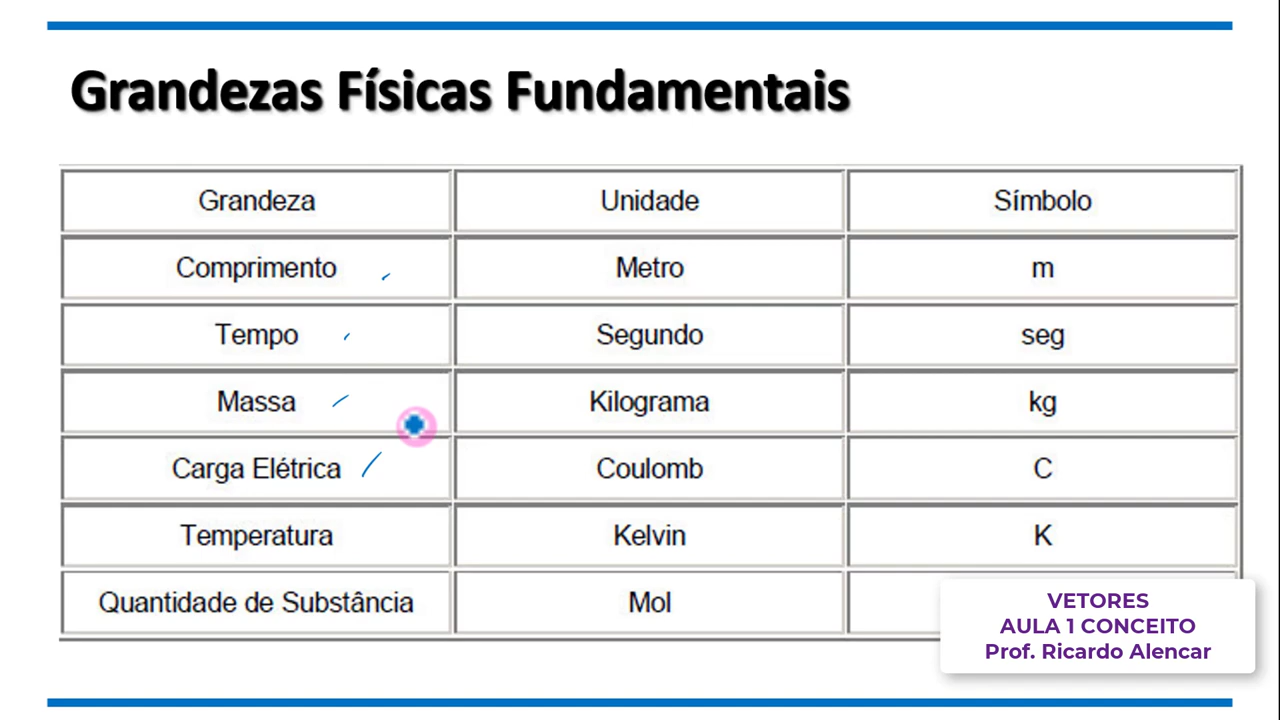 Grandezas Físicas Fundamentais
Grandeza Unidade Símbolo
Comprimento Metro m
Tempo Segundo seg
Massa Kilograma kg
Carga Elétrica Coulomb C
Temperatura Kelvin K
Quantidade de Substância Mol
VETORES
AULA 1 CONCEITO
Prof. Ricardo Alencar